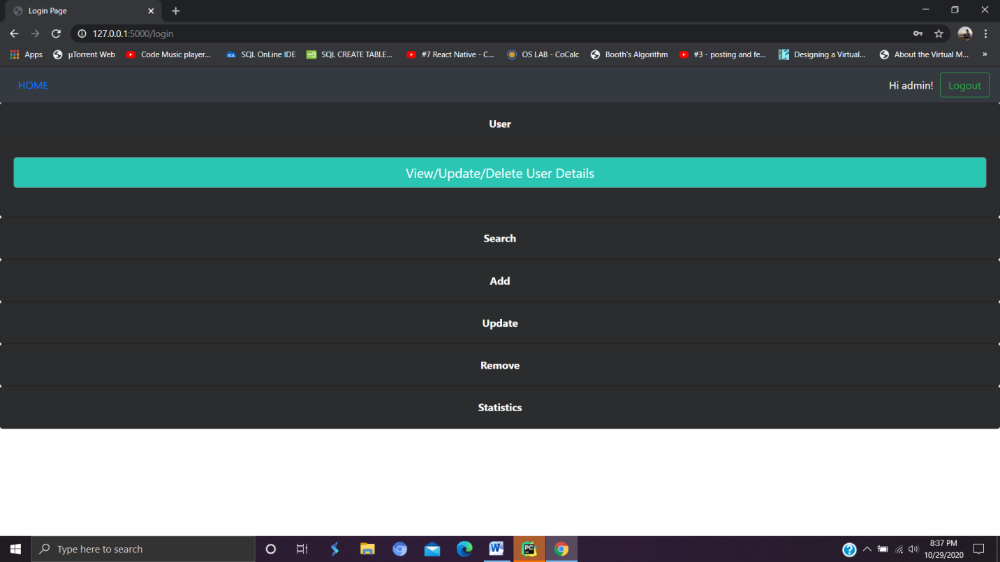 Login Page
127.0.0.1:5000/login
Apps µTorrent Web Code Music player... SQL OnLine IDE SQL CREATE TABLE... #7 React Native - C... OS LAB - CoCalc Booth's Algorithm #3 - posting and fe... Designing a Virtual... About the Virtual M... »
HOME Hi admin! Logout
User
View/Update/Delete User Details
Search
Add
Update
Remove
Statistics
Type here to search
8:37 PM
10/29/2020